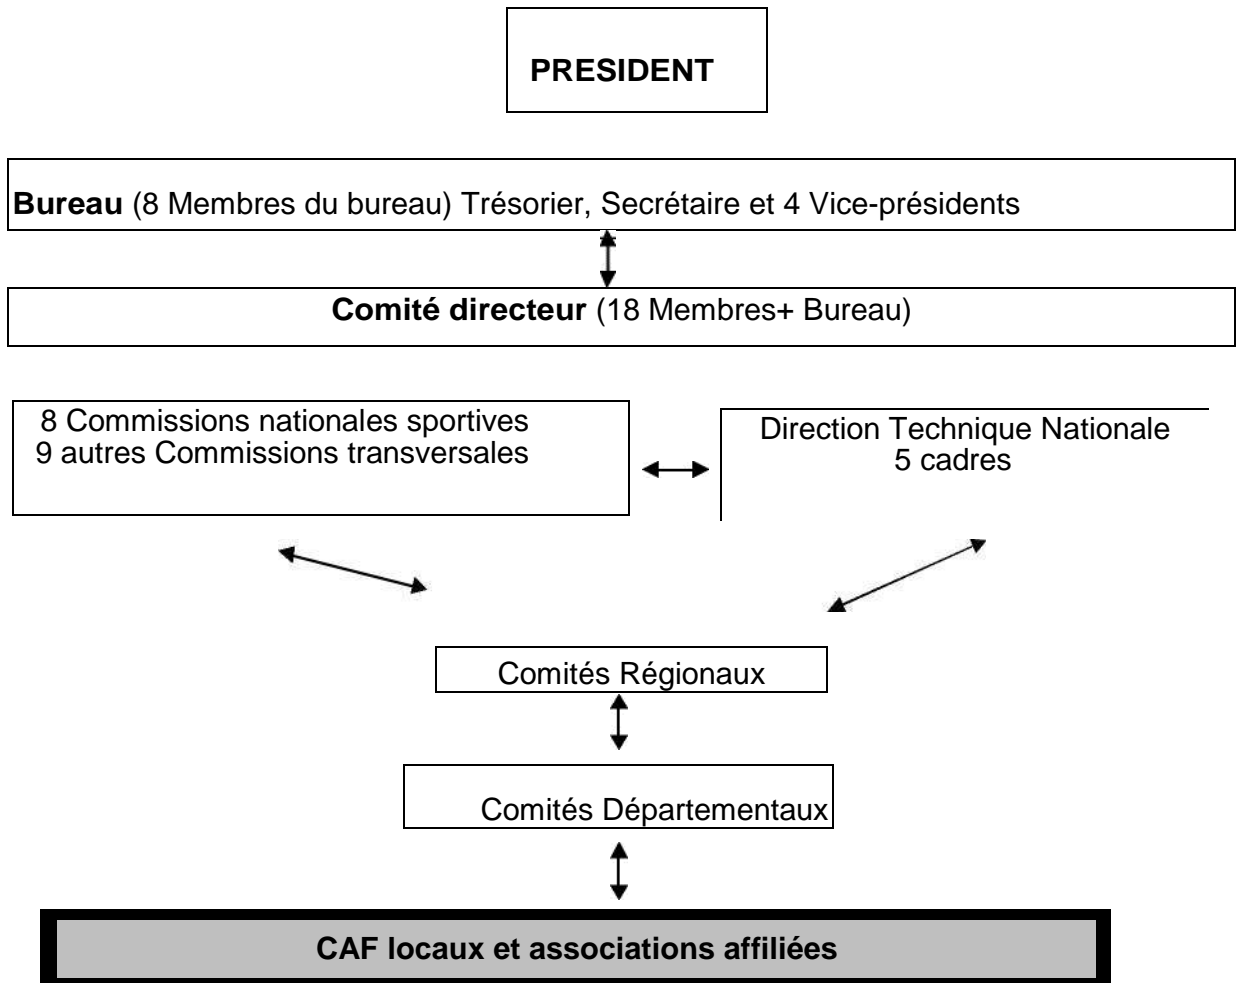 PRESIDENT
Bureau (8 Membres du bureau) Trésorier, Secrétaire et 4 Vice-présidents
Comité directeur (18 Membres+ Bureau)
8 Commissions nationales sportives
9 autres Commissions transversales
Direction Technique Nationale
5 cadres
Comités Régionaux
Comités Départementaux
CAF locaux et associations affiliées